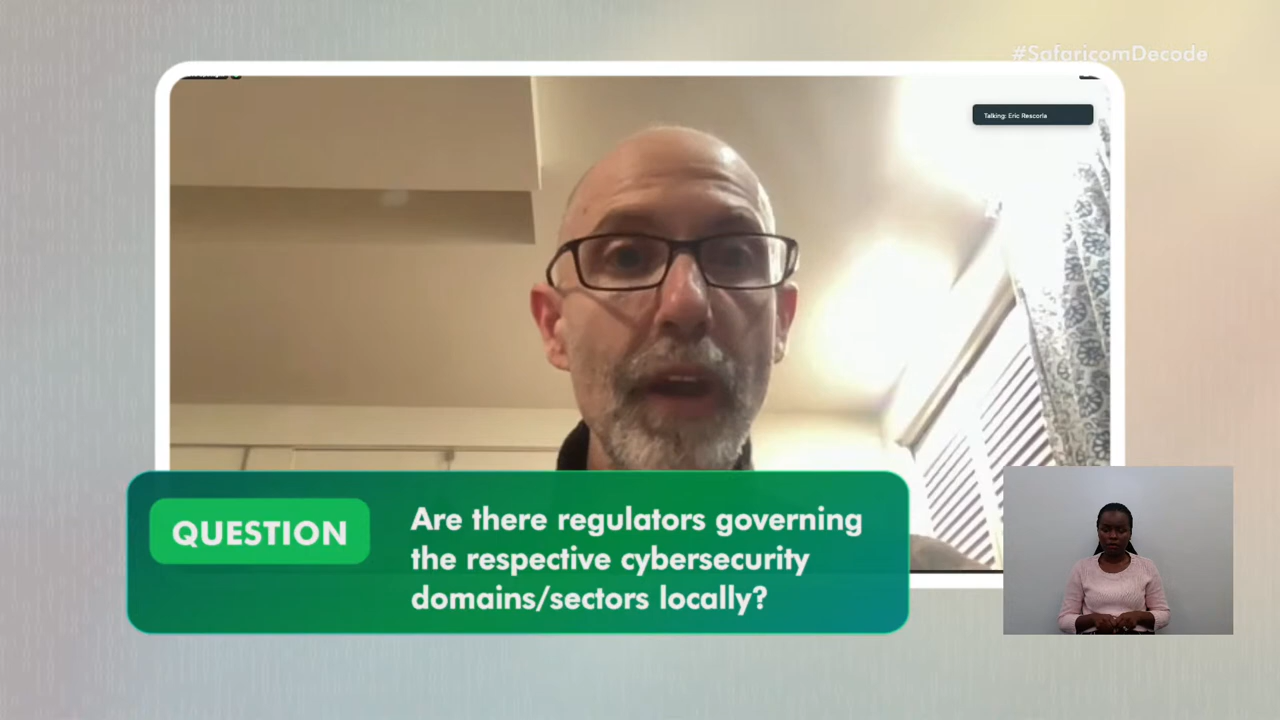 #SafaricomDecode
Talking: Eric Rescorla
QUESTION
Are there regulators governing
the respective cybersecurity
domains/sectors locally?